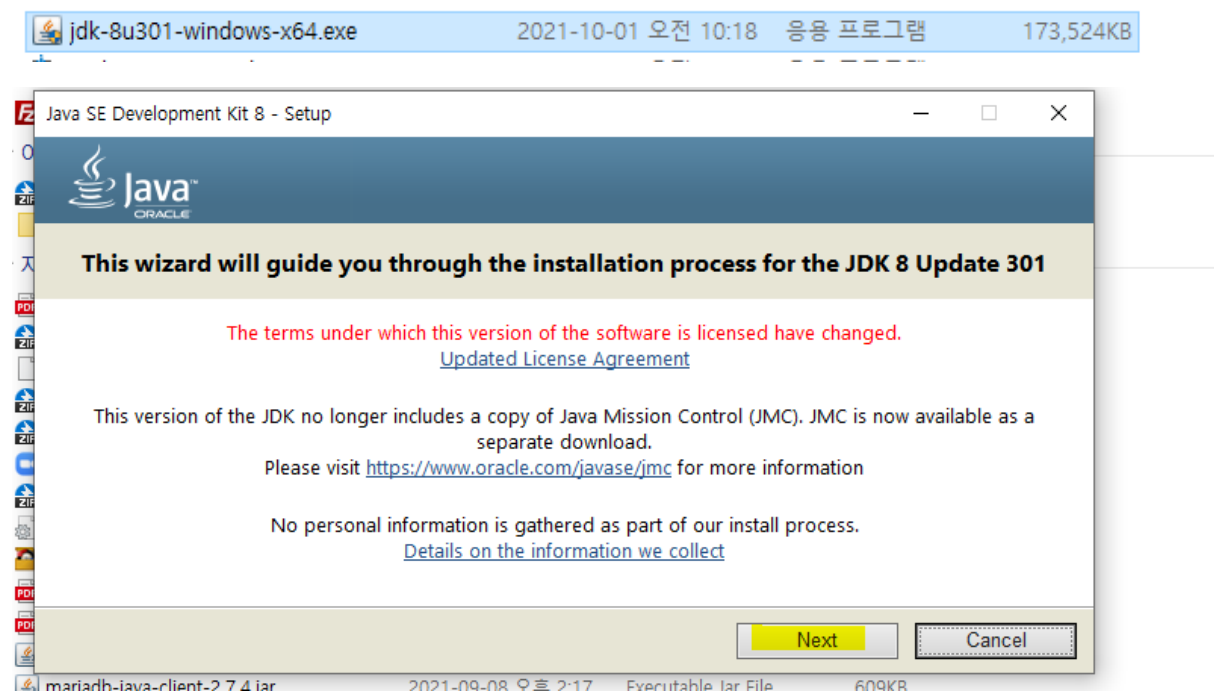 jdk-8u301-windows-x64.exe 2021-10-01 오전 10:18 응용 프로그램 173,524KB
Java SE Development Kit 8 - Setup
Java™
ORACLE
This wizard will guide you through the installation process for the JDK 8 Update 301
The terms under which this version of the software is licensed have changed.
Updated License Agreement
This version of the JDK no longer includes a copy of Java Mission Control (JMC). JMC is now available as a
separate download.
Please visit https://www.oracle.com/javase/jmc for more information
No personal information is gathered as part of our install process.
Details on the information we collect
Next Cancel
mariadb-java-client-2.7.4.jar 2021-09-08 오후 2:17 Executable Jar File 609KB